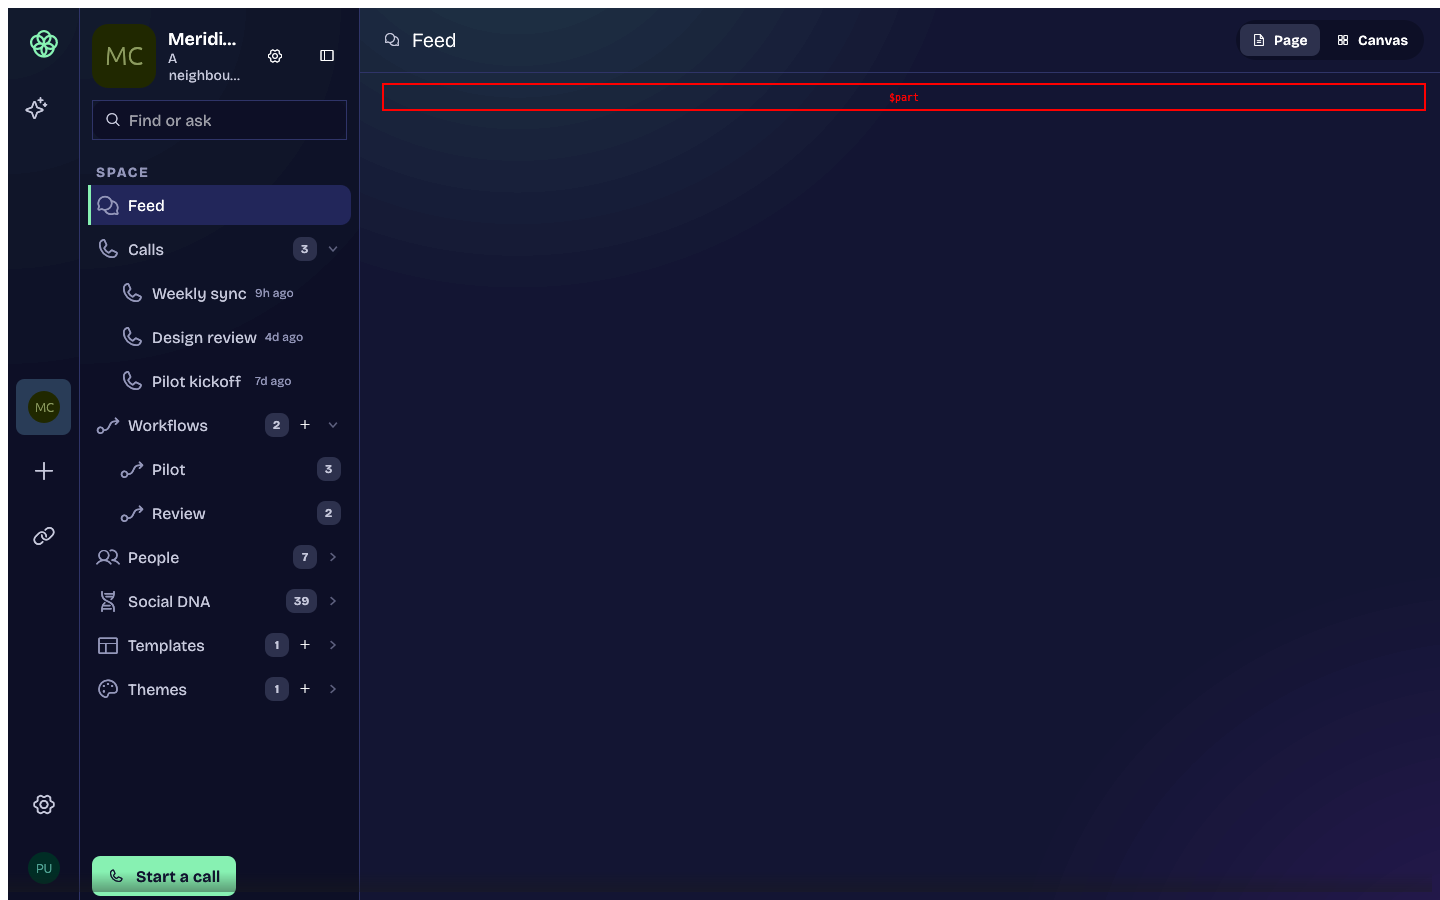 MC
Meridi...
A
neighbou...
Find or ask
SPACE
Feed
Calls 3
Weekly sync 9h ago
Design review 4d ago
Pilot kickoff 7d ago
Workflows 2 +
Pilot 3
Review 2
People 7
Social DNA 39
Templates 1 +
Themes 1 +
Start a call
MC
PU
Feed
Page
Canvas
$part